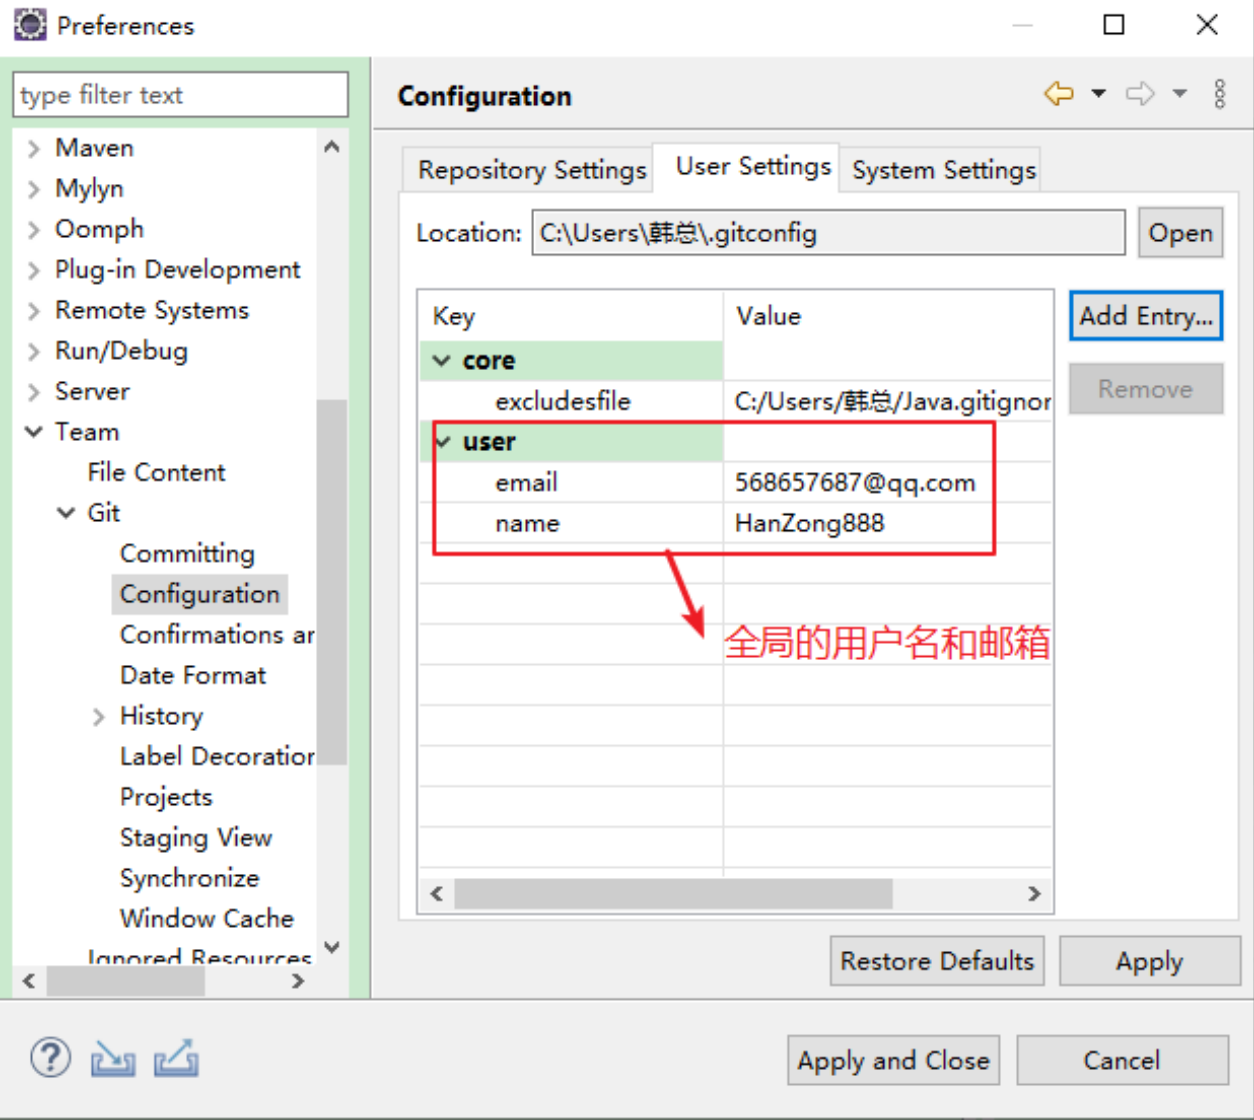 Preferences
type filter text
Maven
Mylyn
Oomph
Plug-in Development
Remote Systems
Run/Debug
Server
Team
File Content
Git
Committing
Configuration
Confirmations ar
Date Format
History
Label Decoration
Projects
Staging View
Synchronize
Window Cache
Ignored Resources
Configuration
Repository Settings User Settings System Settings
Location: C:\Users\韩总\.gitconfig Open
Key Value Add Entry...
core
excludesfile C:/Users/韩总/Java.gitignor Remove
user
email 568657687@qq.com
name HanZong888
全局的用户名和邮箱
Restore Defaults Apply
Apply and Close Cancel